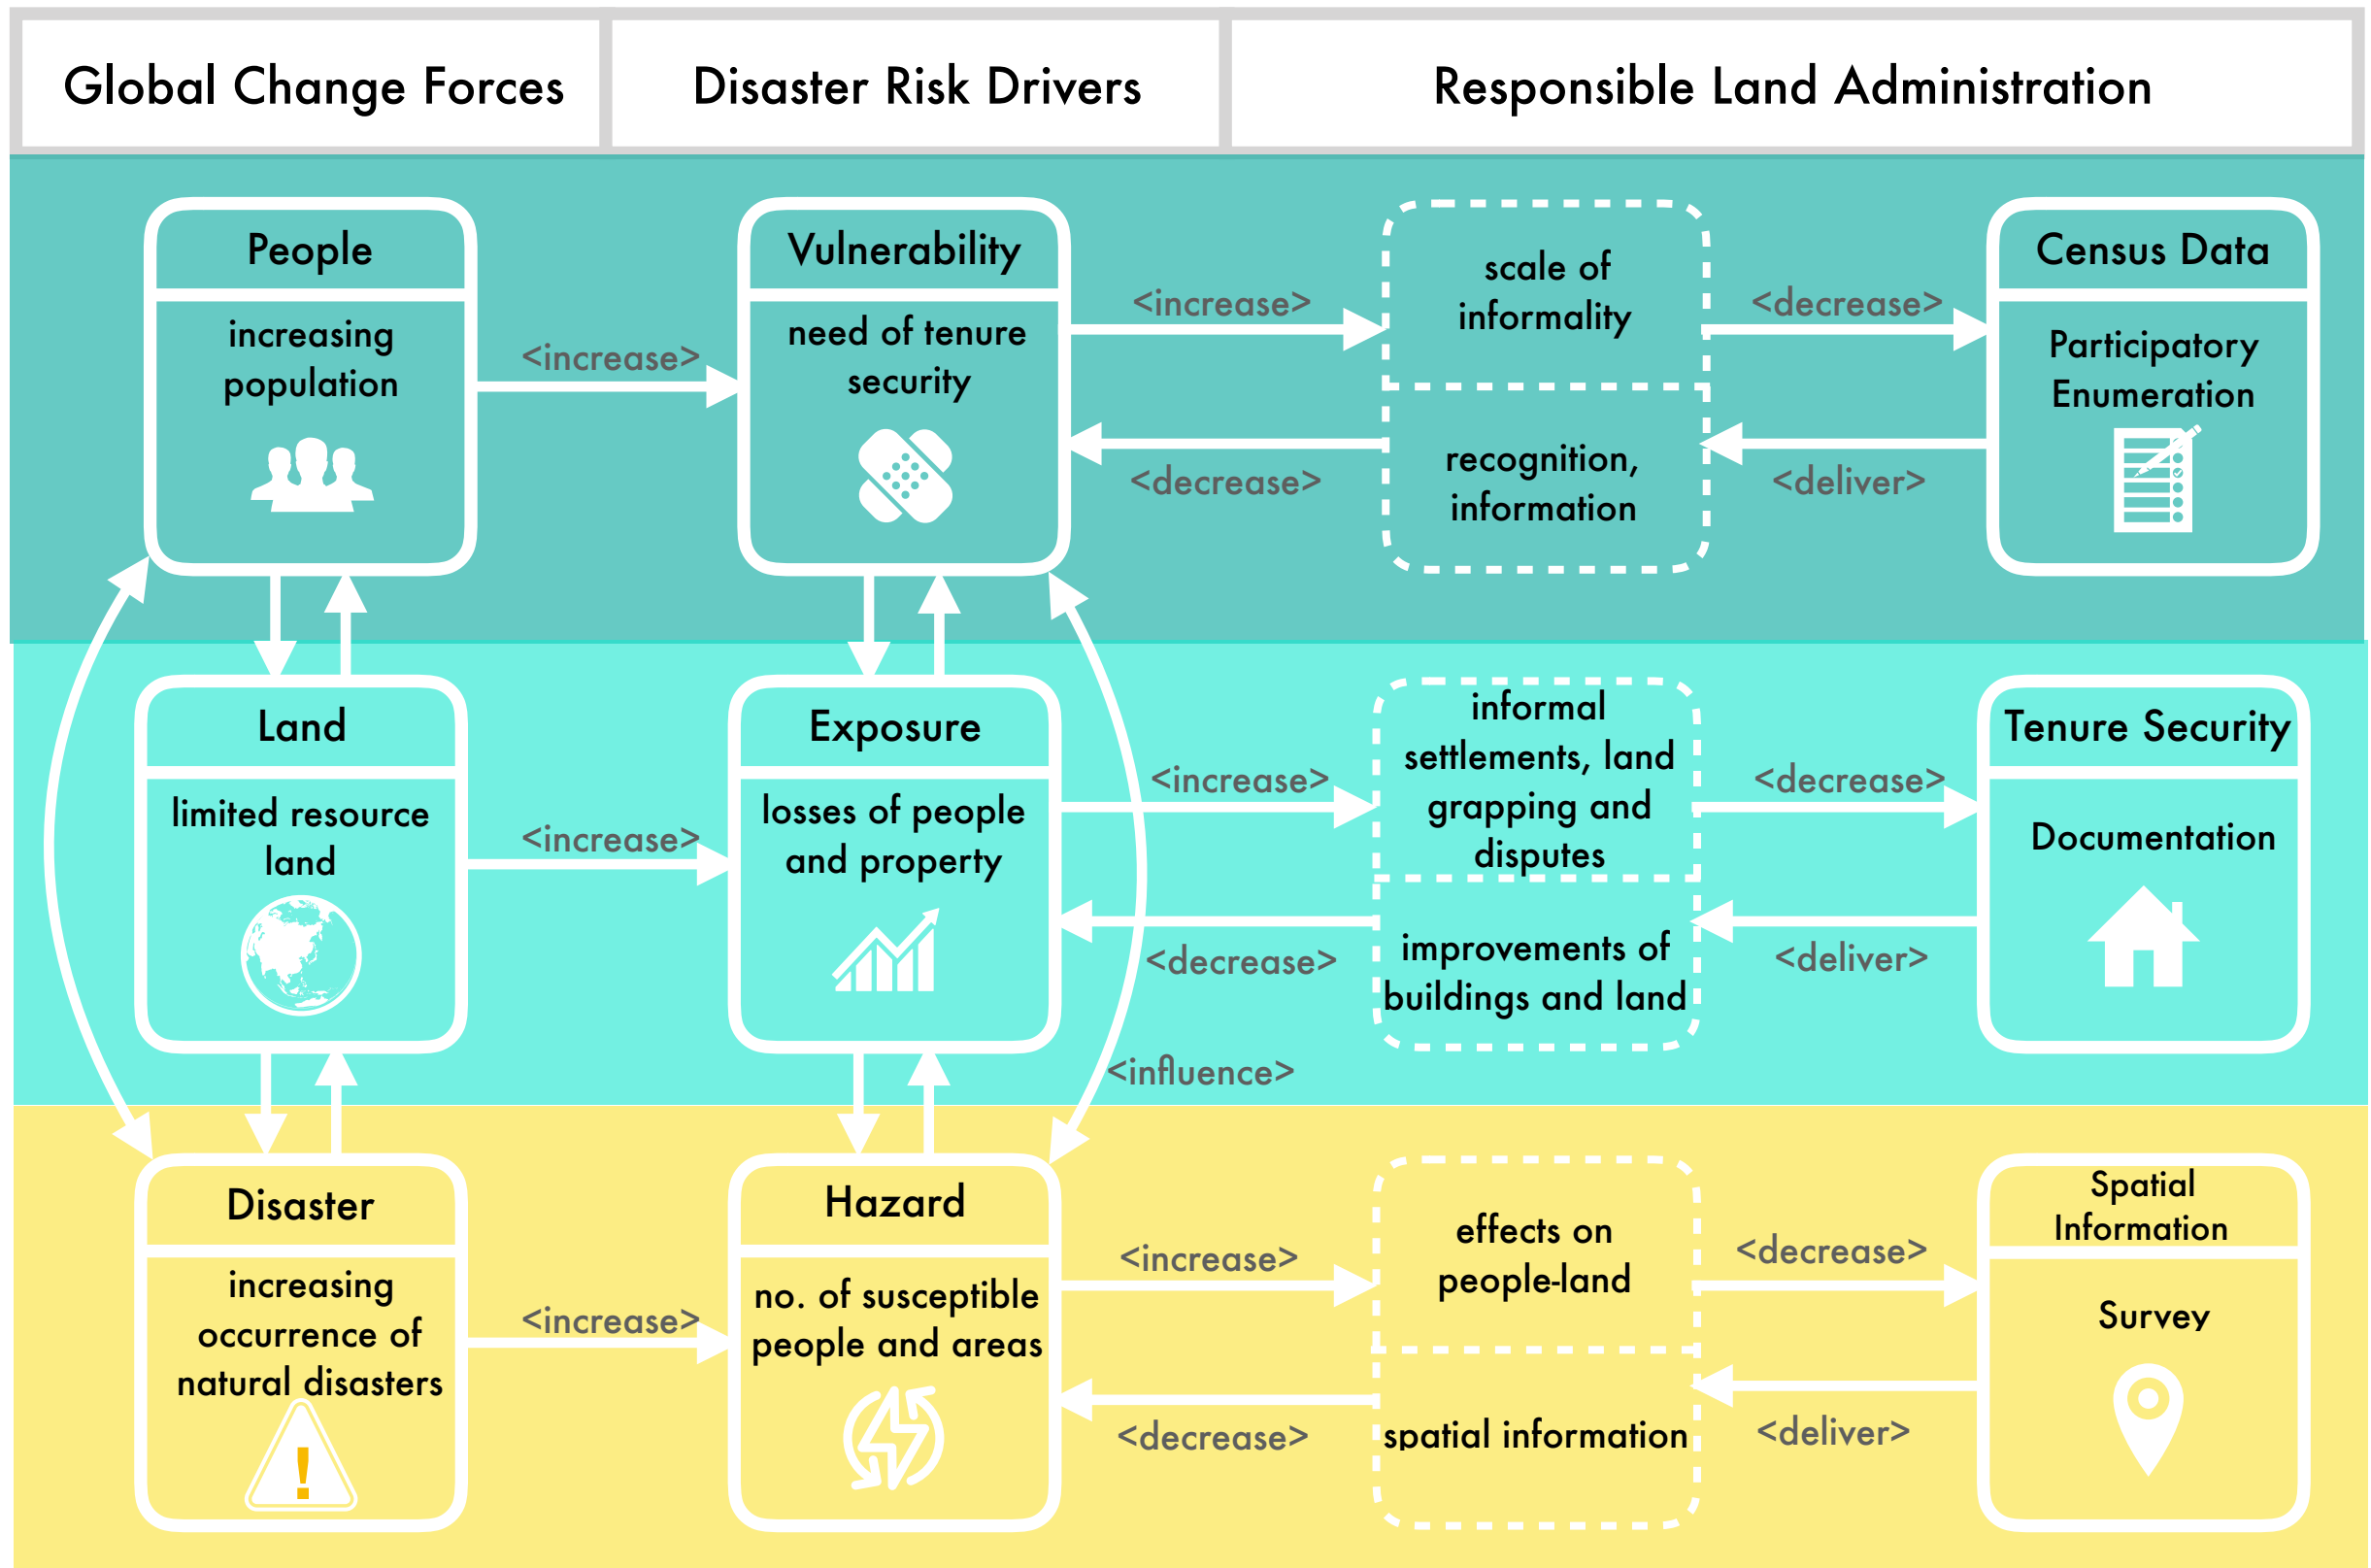 Global Change Forces
Disaster Risk Drivers
Responsible Land Administration
People
increasing
population
<increase>
Vulnerability
need of tenure
security
<increase>
<decrease>
scale of
informality
recognition,
information
<decrease>
<deliver>
Census Data
Participatory
Enumeration
Land
limited resource
land
<increase>
Exposure
losses of people
and property
<increase>
<decrease>
informal
settlements, land
grapping and
disputes
improvements of
buildings and land
<decrease>
<deliver>
Tenure Security
Documentation
<influence>
Disaster
increasing
occurrence of
natural disasters
!
<increase>
Hazard
no. of susceptible
people and areas
<increase>
<decrease>
effects on
people-land
spatial information
<decrease>
<deliver>
Spatial
Information
Survey